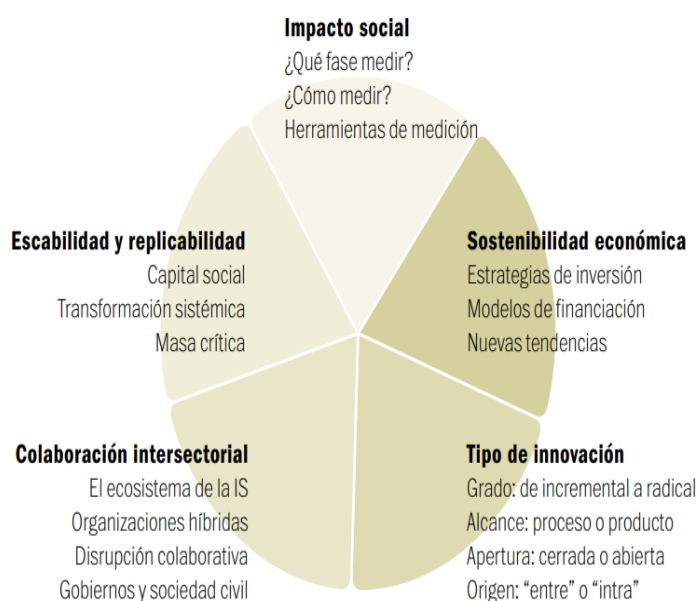 Impacto social
¿Qué fase medir?
¿Cómo medir?
Herramientas de medición
Escabilidad y replicabilidad
Capital social
Transformación sistémica
Masa crítica
Sostenibilidad económica
Estrategias de inversión
Modelos de financiación
Nuevas tendencias
Colaboración intersectorial
El ecosistema de la IS
Organizaciones híbridas
Disrupción colaborativa
Gobiernos y sociedad civil
Tipo de innovación
Grado: de incremental a radical
Alcance: proceso o producto
Apertura: cerrada o abierta
Origen: “entre” o “intra”